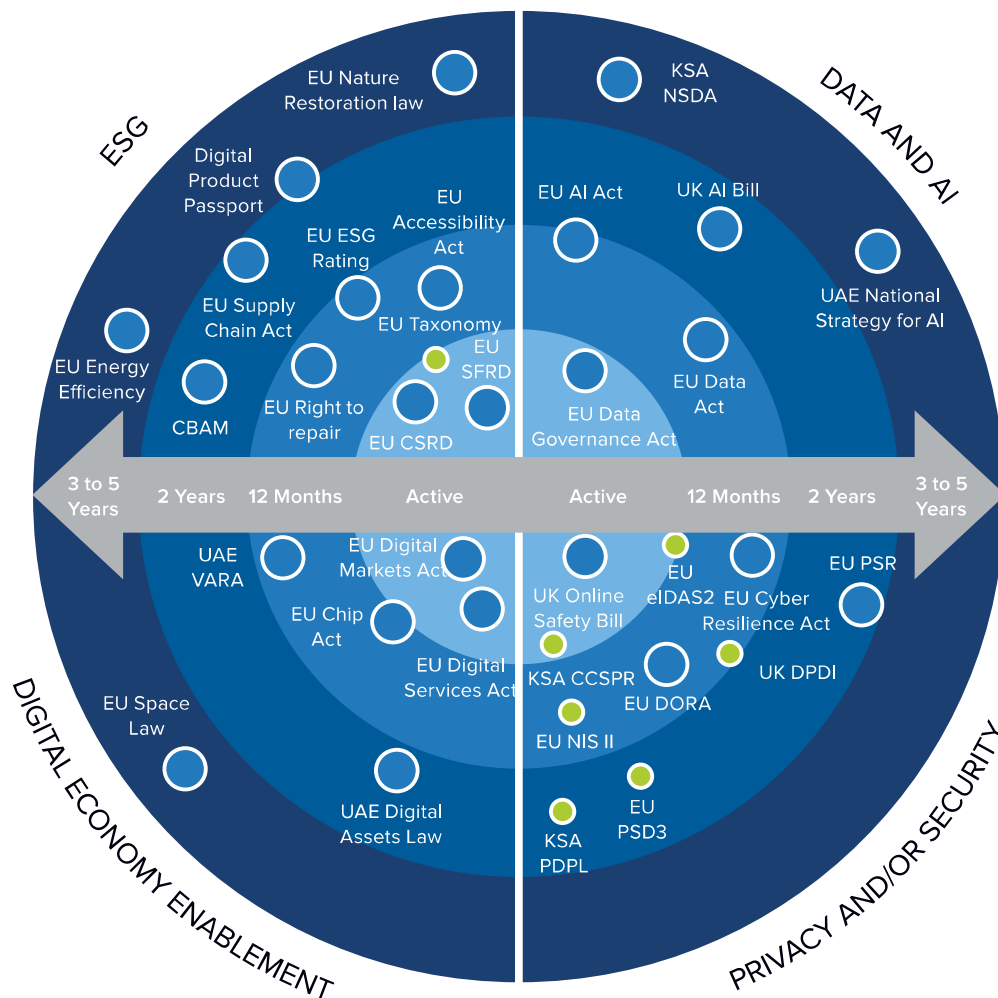 ESG
EU Nature
Restoration law
Digital
Product
Passport
EU
Accessibility
Act
EU ESG
Rating
EU Supply
Chain Act
EU Taxonomy
EU
SFRD
EU Energy
Efficiency
CBAM
EU Right to
repair
EU CSRD
DATA AND AI
KSA
NSDA
EU AI Act
UK AI Bill
UAE National
Strategy for AI
EU Data
Act
EU Data
Governance Act
3 to 5
Years
2 Years
12 Months
Active
Active
12 Months
2 Years
3 to 5
Years
UAE
VARA
EU Digital
Markets Act
EU Chip
Act
EU Digital
Services Act
EU Space
Law
UAE Digital
Assets Law
DIGITAL ECONOMY ENABLEMENT
UK Online
Safety Bill
EU
eIDAS2
EU Cyber
Resilience Act
EU PSR
KSA CCSPR
EU DORA
UK DPDI
EU NIS II
EU
PSD3
KSA
PDPL
PRIVACY AND/OR SECURITY